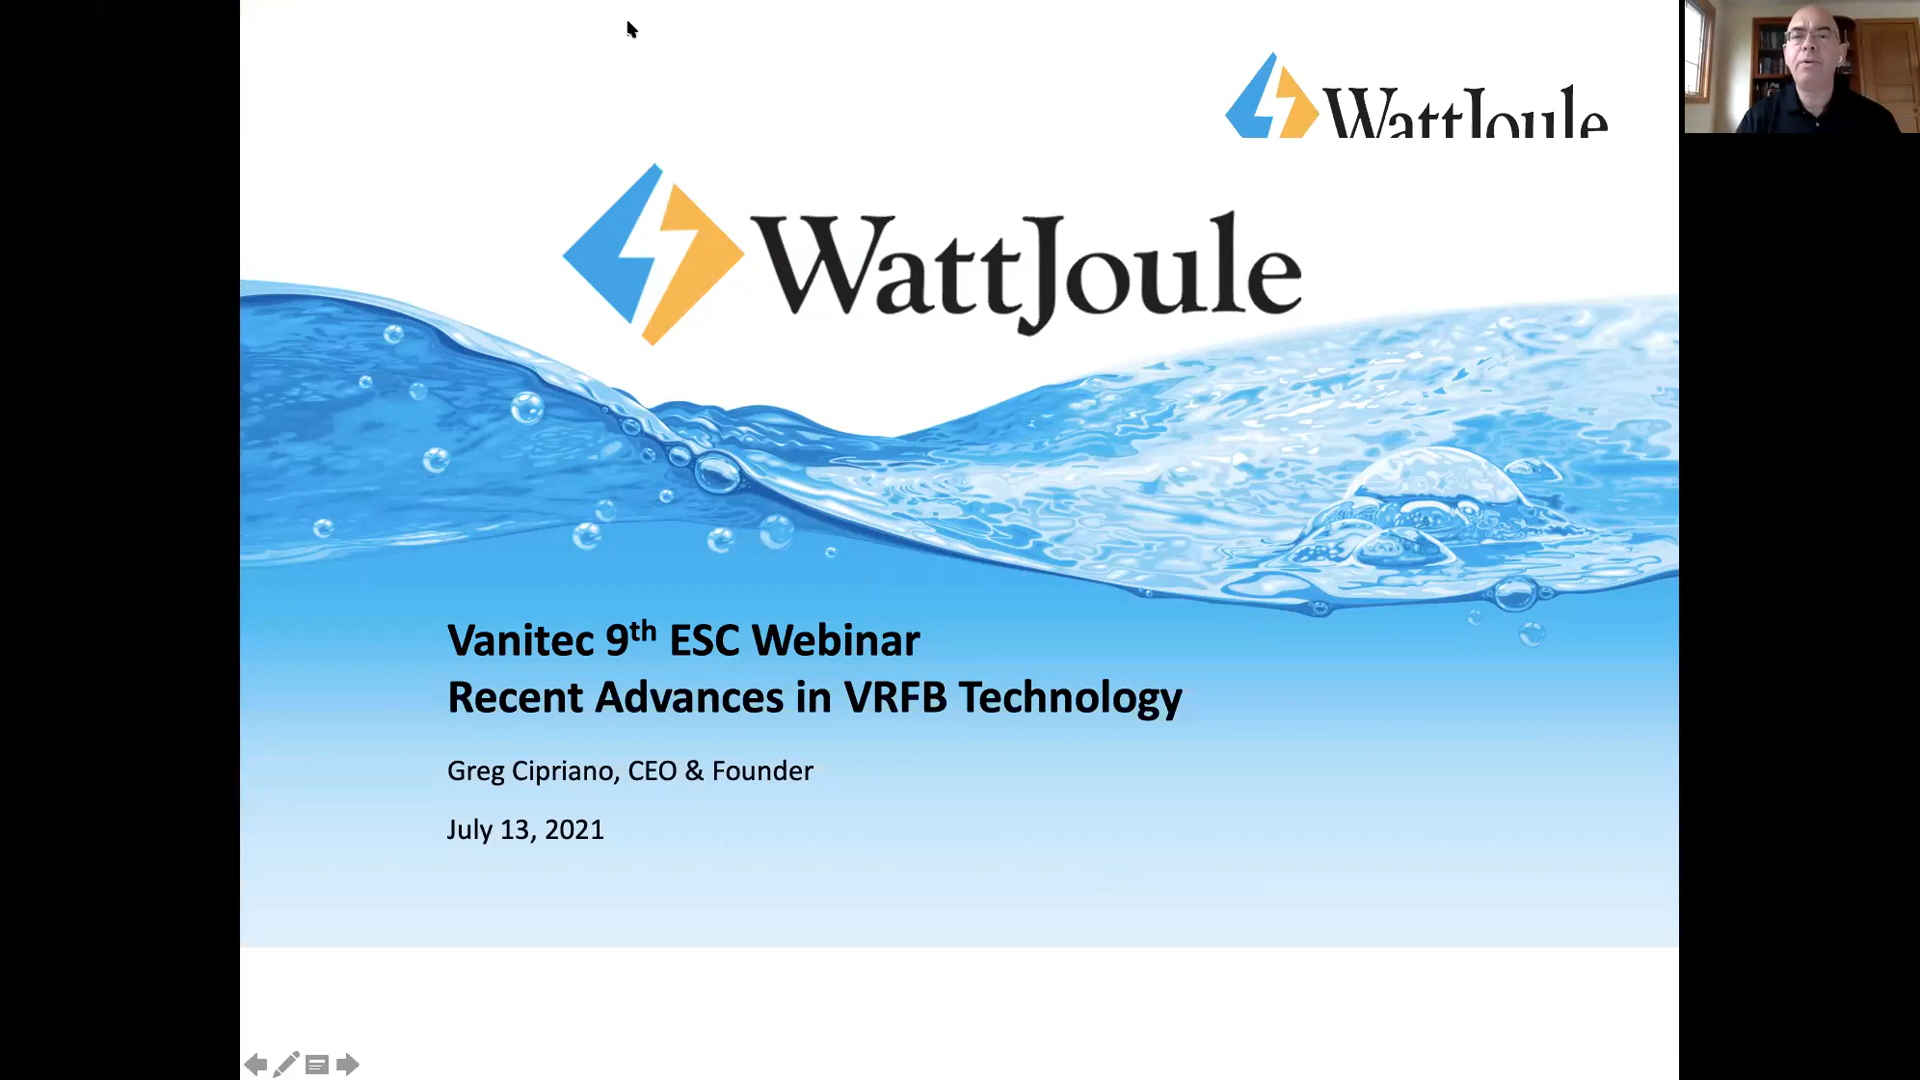 WattJoule
WattJoule
Vanitec 9th ESC Webinar
Recent Advances in VRFB Technology
Greg Cipriano, CEO & Founder
July 13, 2021